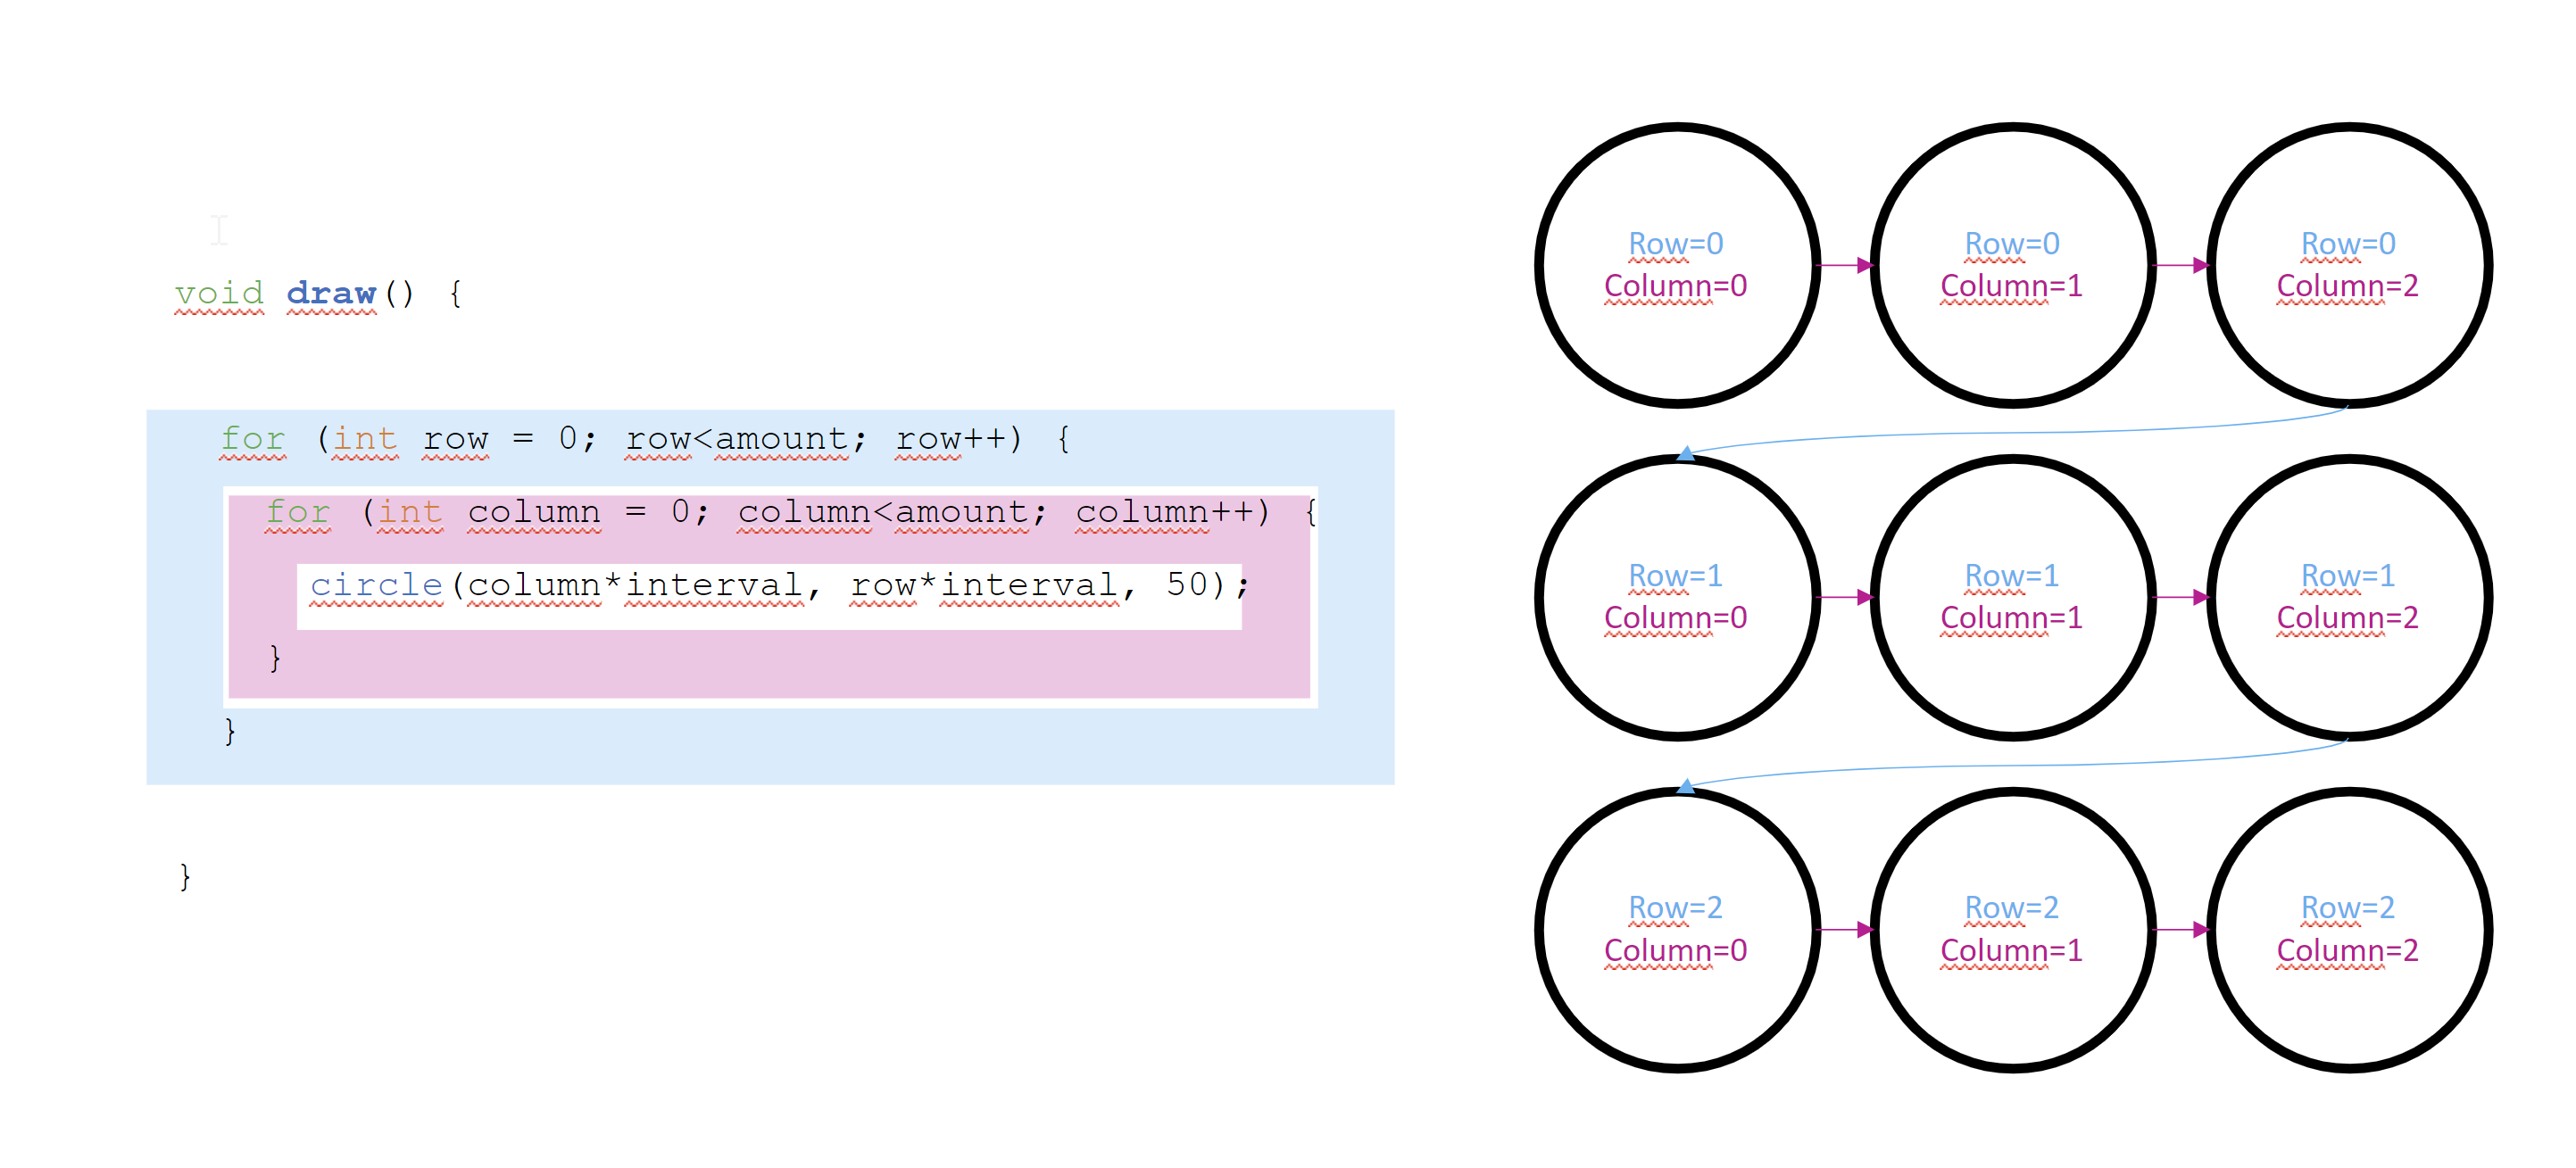 void draw() {
for (int row = 0; row<amount; row++) {
for (int column = 0; column<amount; column++) {
circle(column*interval, row*interval, 50);
}
}
}
Row=0
Column=0
Row=0
Column=1
Row=0
Column=2
Row=1
Column=0
Row=1
Column=1
Row=1
Column=2
Row=2
Column=0
Row=2
Column=1
Row=2
Column=2